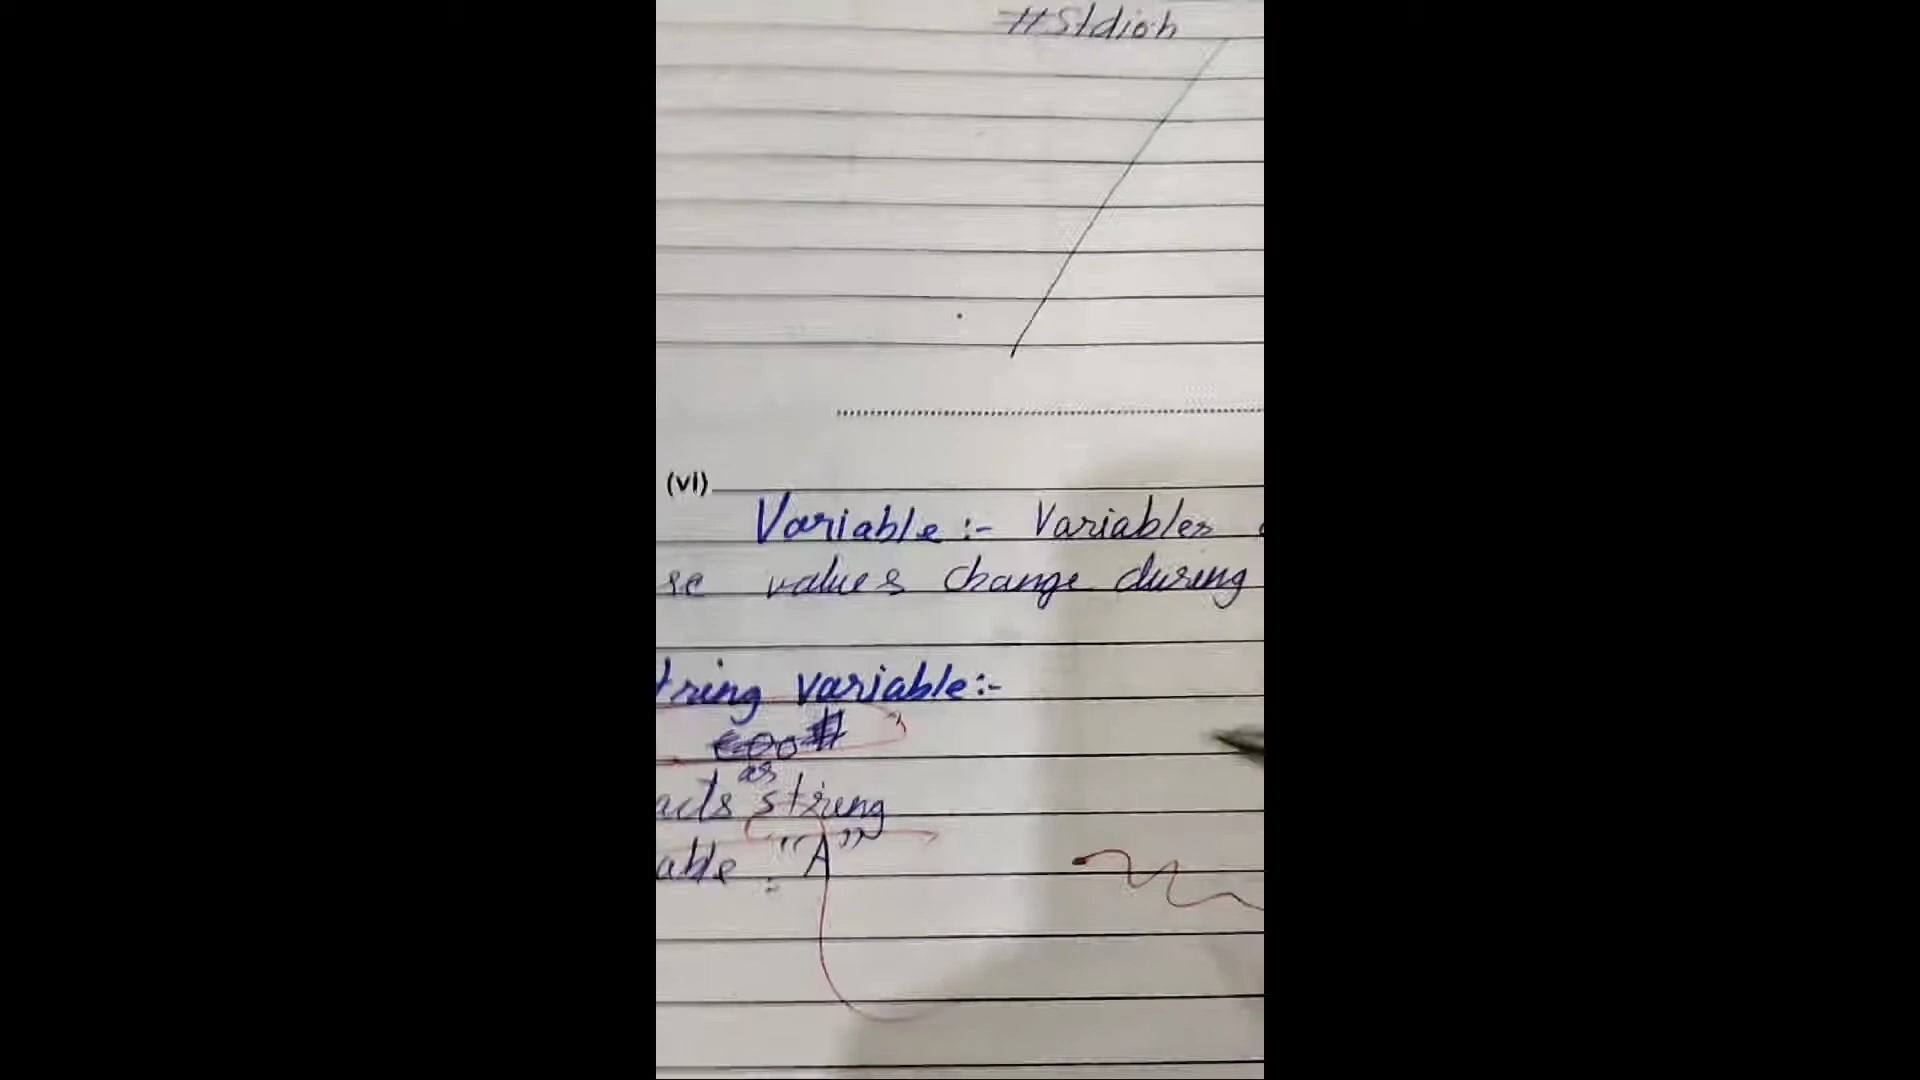 #Stdio.h
(vi)
Variable :- Variables
se values change during
tring variable:-
as
acts string
able : "A"